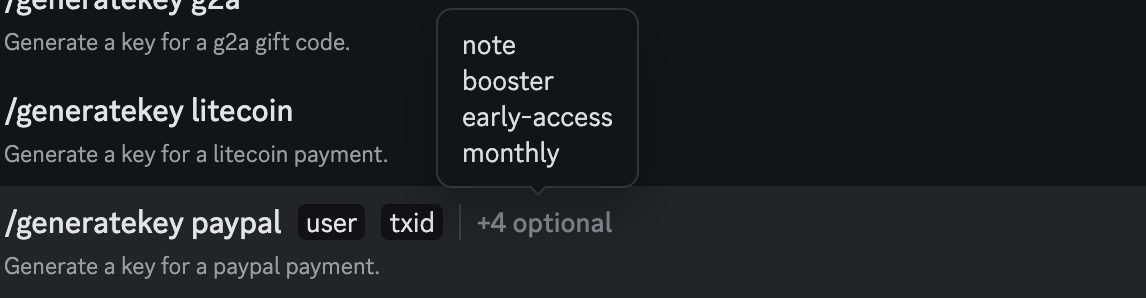 /generatekey g2a
Generate a key for a g2a gift code.
note
booster
early-access
monthly
/generatekey litecoin
Generate a key for a litecoin payment.
/generatekey paypal user txid +4 optional
Generate a key for a paypal payment.